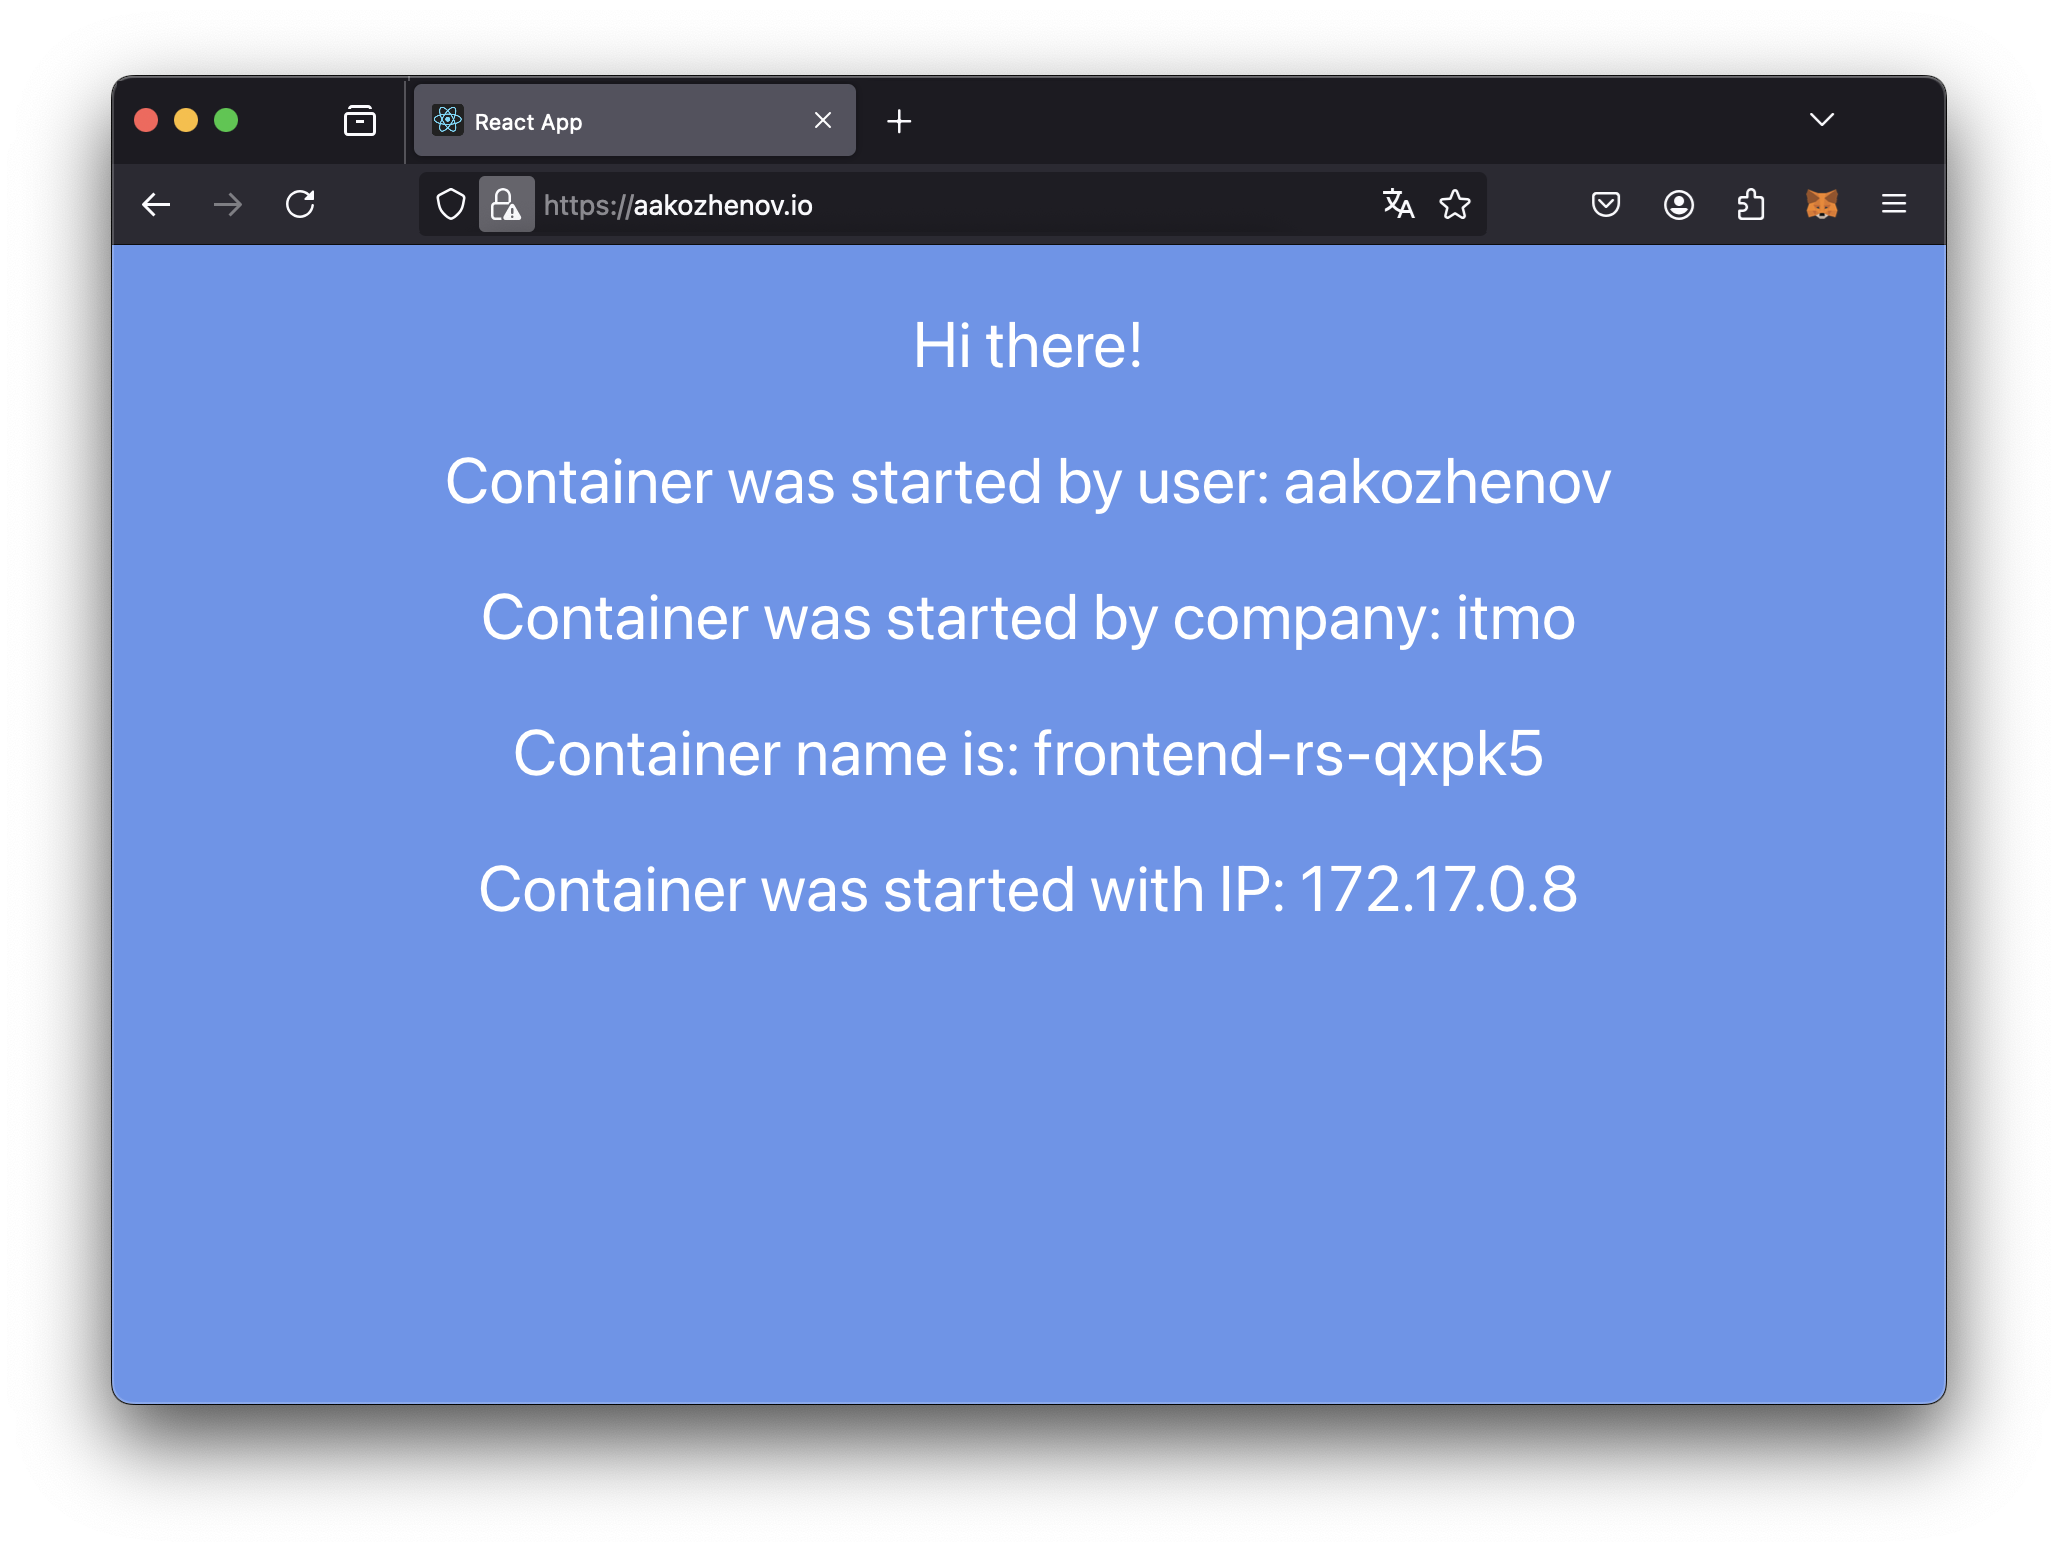 React App
https://aakozhenov.io
Hi there!
Container was started by user: aakozhenov
Container was started by company: itmo
Container name is: frontend-rs-qxpk5
Container was started with IP: 172.17.0.8